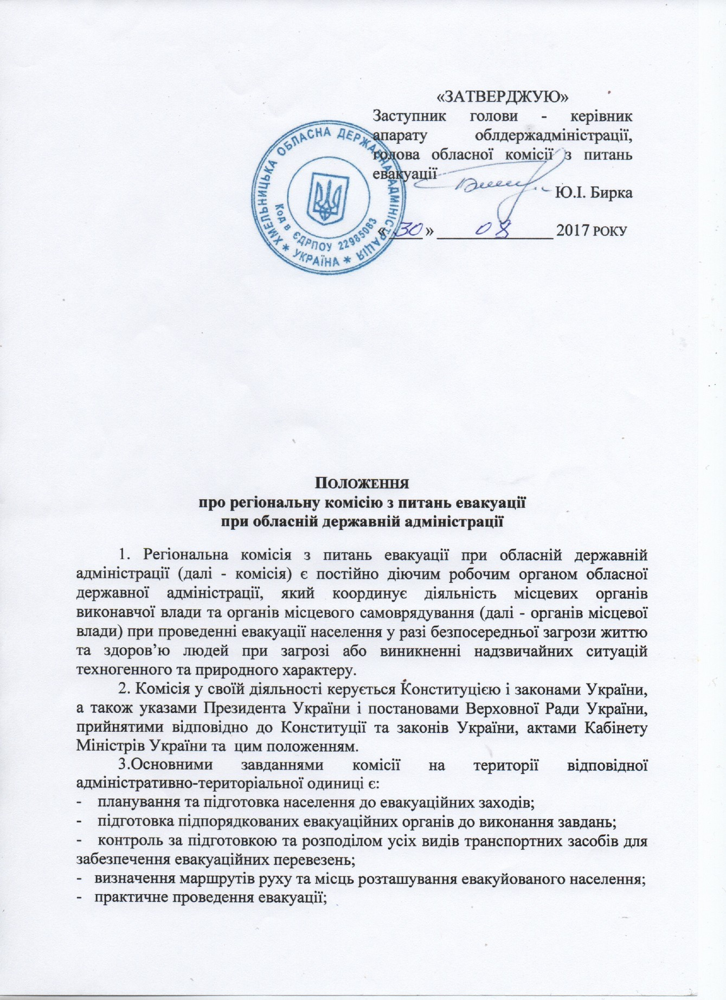 «ЗАТВЕРДЖУЮ»
Заступник голови - керівник
апарату облдержадміністрації,
голова обласної комісії з питань
евакуації
Ю.І. Бирка
« 30 » 08 2017 РОКУ
ХМЕЛЬНИЦЬКА ОБЛАСНА ДЕРЖАВНА АДМІНІСТРАЦІЯ
* УКРАЇНА *
Код в ЄДРПОУ 22985083
ПОЛОЖЕННЯ
про регіональну комісію з питань евакуації
при обласній державній адміністрації
1. Регіональна комісія з питань евакуації при обласній державній
адміністрації (далі - комісія) є постійно діючим робочим органом обласної
державної адміністрації, який координує діяльність місцевих органів
виконавчої влади та органів місцевого самоврядування (далі - органів місцевої
влади) при проведенні евакуації населення у разі безпосередньої загрози життю
та здоров’ю людей при загрозі або виникненні надзвичайних ситуацій
техногенного та природного характеру.
2. Комісія у своїй діяльності керується Конституцією і законами України,
а також указами Президента України і постановами Верховної Ради України,
прийнятими відповідно до Конституції та законів України, актами Кабінету
Міністрів України та цим положенням.
3.Основними завданнями комісії на території відповідної
адміністративно-територіальної одиниці є:
- планування та підготовка населення до евакуаційних заходів;
- підготовка підпорядкованих евакуаційних органів до виконання завдань;
- контроль за підготовкою та розподілом усіх видів транспортних засобів для
забезпечення евакуаційних перевезень;
- визначення маршрутів руху та місць розташування евакуйованого населення;
- практичне проведення евакуації;